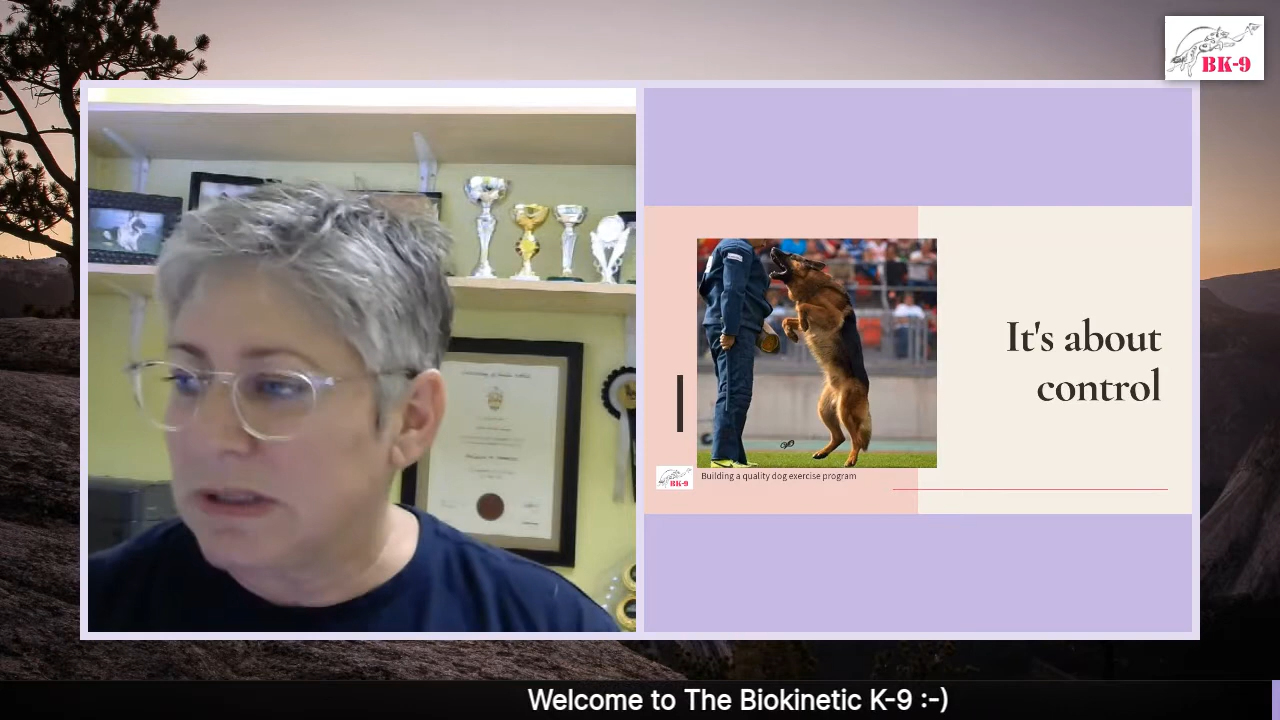 BK-9
It's about
control
BK-9
Building a quality dog exercise program
Welcome to The Biokinetic K-9 :-)